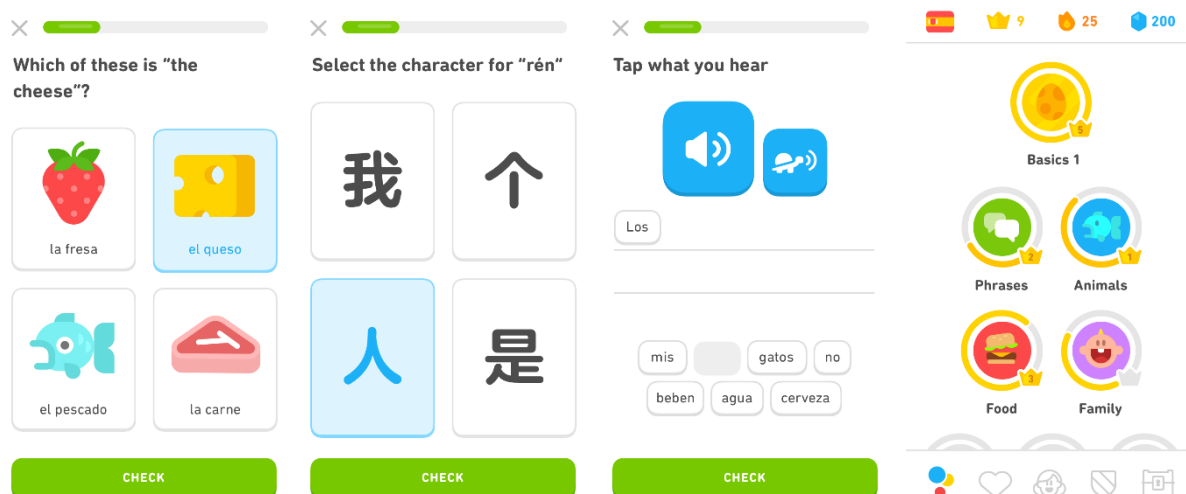 Which of these is "the
cheese"?
la fresa
el queso
el pescado
la carne
CHECK
Select the character for "rén"
我
个
人
是
CHECK
Tap what you hear
Los
mis
gatos
no
beben
agua
cerveza
CHECK
9
25
200
5
Basics 1
2
1
Phrases
Animals
3
Food
Family